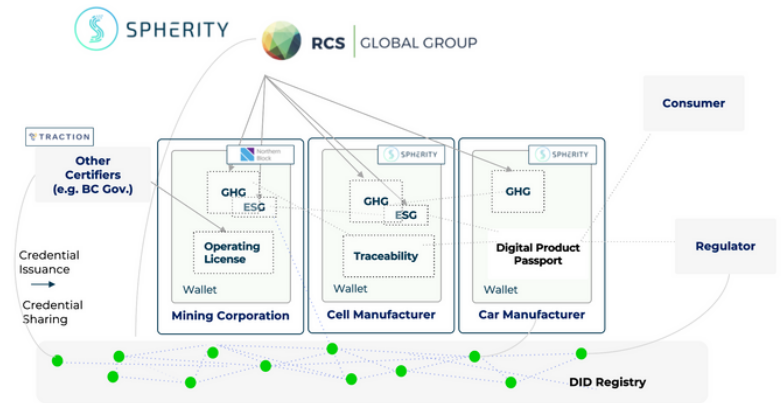 SPHERITY
RCS GLOBAL GROUP
Consumer
TRACTION
Other
Certifiers
(e.g. BC Gov.)
Northern
Block
SPHERITY
SPHERITY
GHG
ESG
GHG
ESG
GHG
Operating
License
Traceability
Digital Product
Passport
Regulator
Credential
Issuance
Credential
Sharing
Wallet
Wallet
Wallet
Mining Corporation
Cell Manufacturer
Car Manufacturer
DID Registry